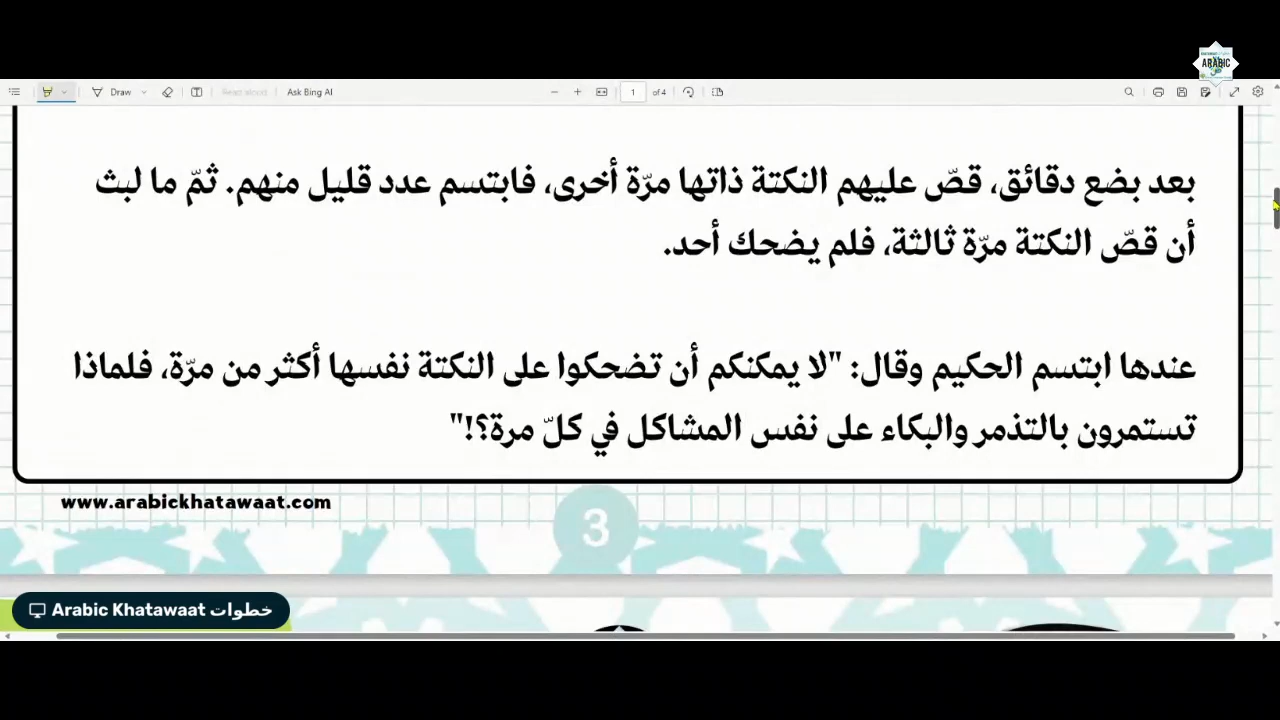 ARABIC
Draw
Read aloud
Ask Bing AI
1
of 4
بعد بضع دقائق، قصّ عليهم النكتة ذاتها مرّة أخرى، فابتسم عدد قليل منهم. ثمّ ما لبث
أن قصّ النكتة مرّة ثالثة، فلم يضحك أحد.
عندها ابتسم الحكيم وقال: "لا يمكنكم أن تضحكوا على النكتة نفسها أكثر من مرّة، فلماذا
تستمرون بالتذمر والبكاء على نفس المشاكل في كلّ مرة؟!"
www.arabickhatawaat.com
3
Arabic Khatawaat خطوات